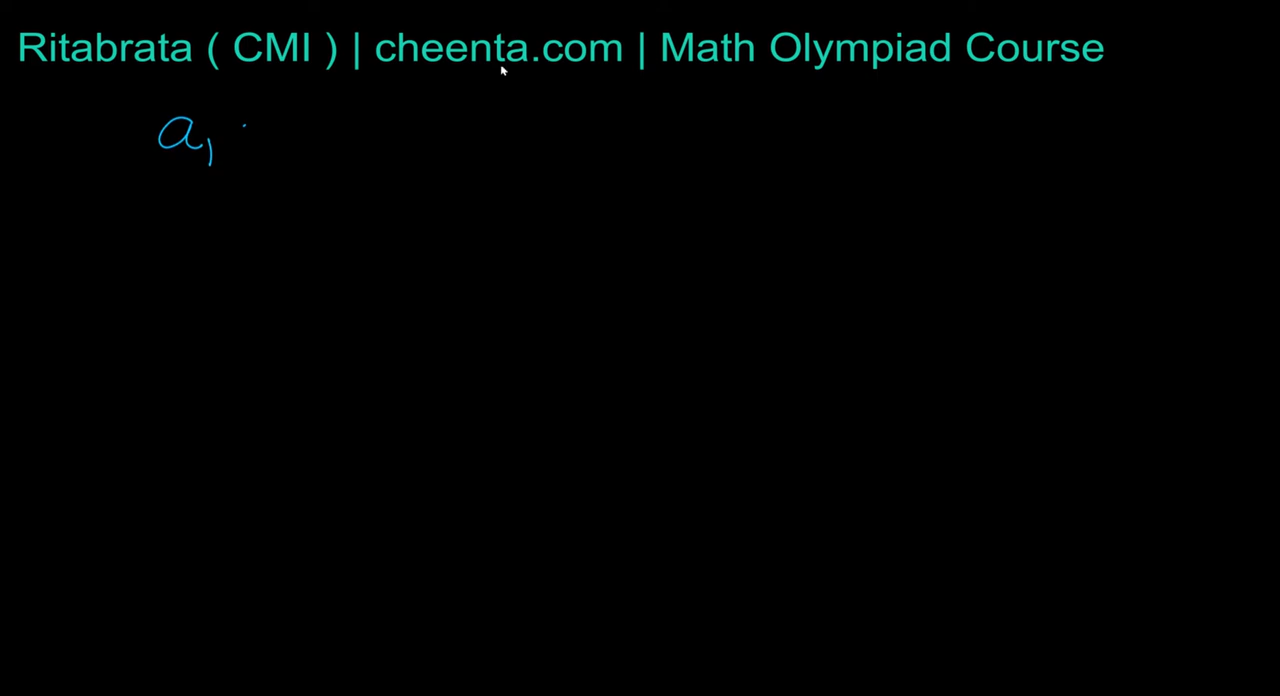 Ritabrata ( CMI ) | cheenta.com | Math Olympiad Course
a₁